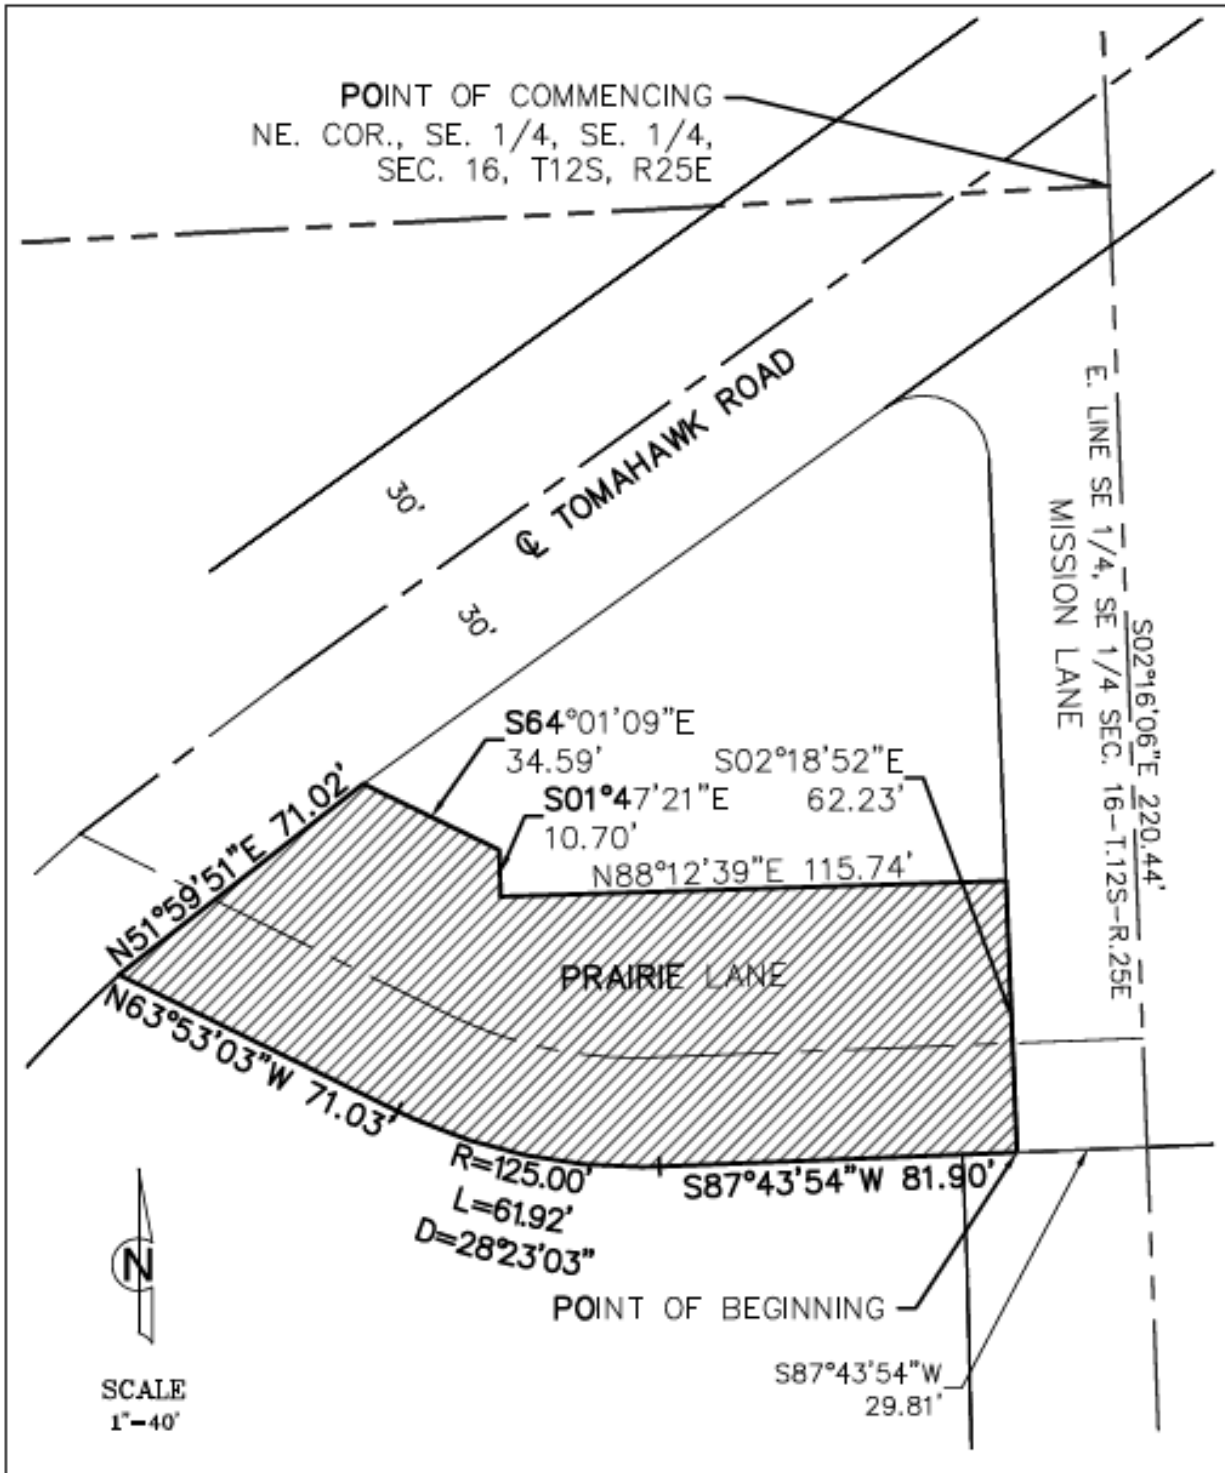 POINT OF COMMENCING
NE. COR., SE. 1/4, SE. 1/4,
SEC. 16, T12S, R25E
E. LINE SE 1/4, SE 1/4 SEC. 16-T.12S-R.25E
MISSION LANE
S02°16'06"E 220.44'
℄ TOMAHAWK ROAD
30'
30'
S64°01'09"E
34.59'
S02°18'52"E
62.23'
S01°47'21"E
10.70'
N88°12'39"E 115.74'
N51°59'51"E 71.02'
PRAIRIE LANE
N63°53'03"W 71.03'
R=125.00'
L=61.92'
D=28°23'03"
S87°43'54"W 81.90'
POINT OF BEGINNING
S87°43'54"W
29.81'
N
SCALE
1"-40'